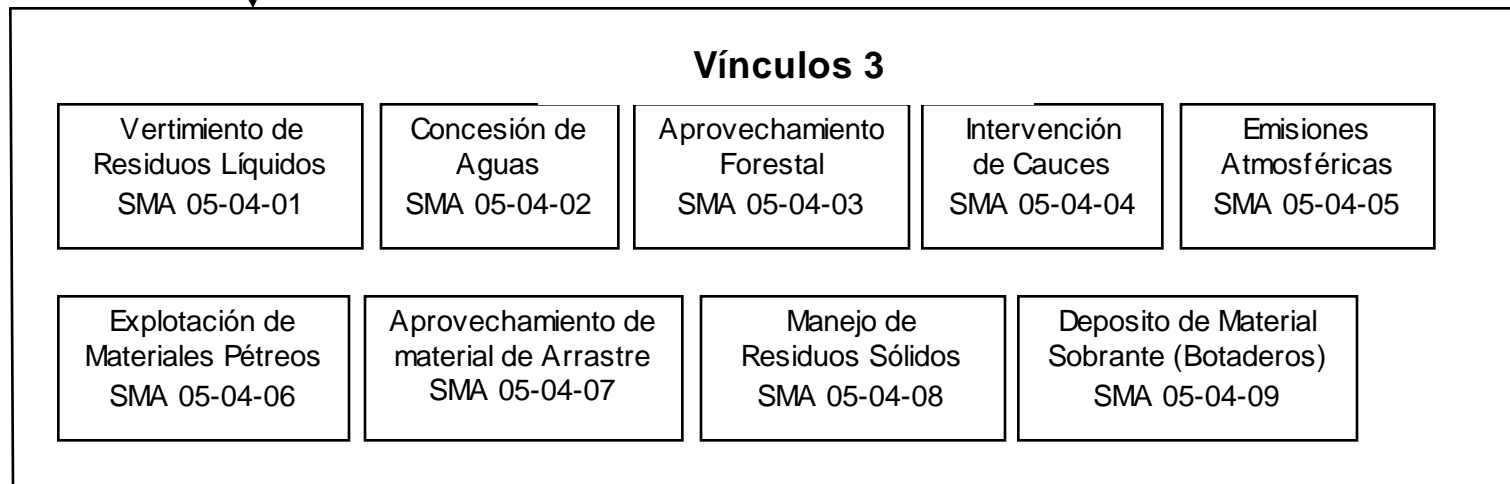 Vínculos 3
Vertimiento de
Residuos Líquidos
SMA 05-04-01
Concesión de
Aguas
SMA 05-04-02
Aprovechamiento
Forestal
SMA 05-04-03
Intervención
de Cauces
SMA 05-04-04
Emisiones
Atmosféricas
SMA 05-04-05
Explotación de
Materiales Pétreos
SMA 05-04-06
Aprovechamiento de
material de Arrastre
SMA 05-04-07
Manejo de
Residuos Sólidos
SMA 05-04-08
Deposito de Material
Sobrante (Botaderos)
SMA 05-04-09